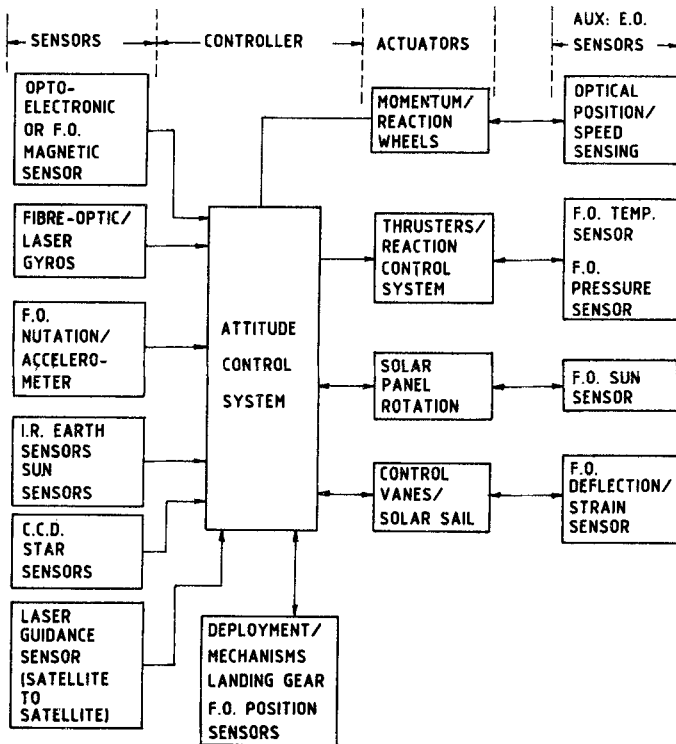 SENSORS
CONTROLLER
ACTUATORS
AUX: E.O.
SENSORS
OPTO-
ELECTRONIC
OR F.O.
MAGNETIC
SENSOR
FIBRE-OPTIC/
LASER
GYROS
F.O.
NUTATION/
ACCELERO-
METER
I.R. EARTH
SENSORS
SUN
SENSORS
C.C.D.
STAR
SENSORS
LASER
GUIDANCE
SENSOR
(SATELLITE
TO
SATELLITE)
ATTITUDE
CONTROL
SYSTEM
DEPLOYMENT/
MECHANISMS
LANDING GEAR
F.O. POSITION
SENSORS
MOMENTUM/
REACTION
WHEELS
THRUSTERS/
REACTION
CONTROL
SYSTEM
SOLAR
PANEL
ROTATION
CONTROL
VANES/
SOLAR SAIL
OPTICAL
POSITION/
SPEED
SENSING
F.O. TEMP.
SENSOR
F.O.
PRESSURE
SENSOR
F.O. SUN
SENSOR
F.O.
DEFLECTION/
STRAIN
SENSOR